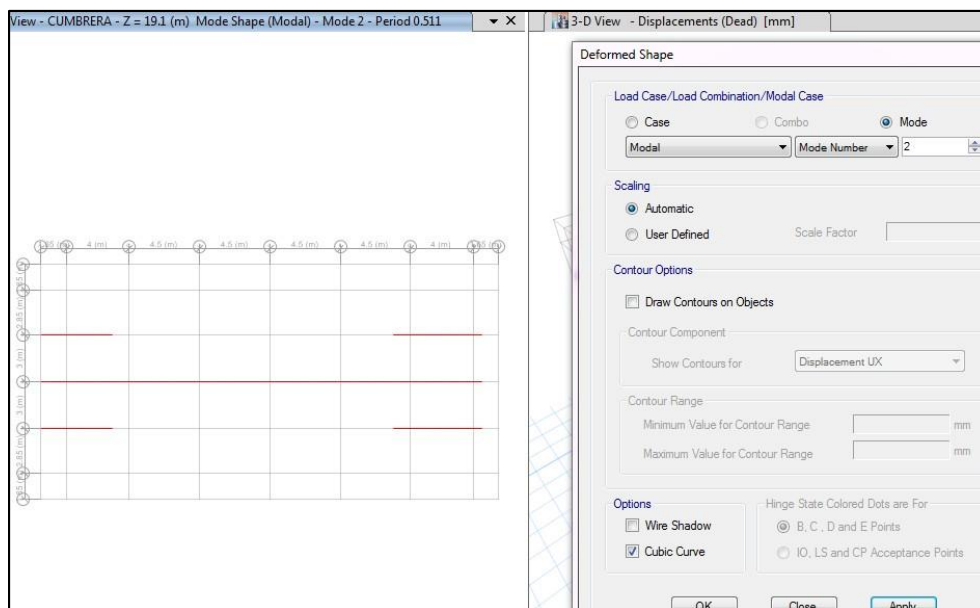 View - CUMBRERA - Z = 19.1 (m) Mode Shape (Modal) - Mode 2 - Period 0.511
4 (m) 4.5 (m) 4.5 (m) 4.5 (m) 4.5 (m) 4 (m)
2.85 (m)
3 (m)
3 (m)
3-D View - Displacements (Dead) [mm]
Deformed Shape
Load Case/Load Combination/Modal Case
Case Combo Mode
Modal Mode Number 2
Scaling
Automatic
User Defined Scale Factor
Contour Options
Draw Contours on Objects
Contour Component
Show Contours for Displacement UX
Contour Range
Minimum Value for Contour Range mm
Maximum Value for Contour Range mm
Options
Wire Shadow
Cubic Curve
Hinge State Colored Dots are For
B, C, D and E Points
IO, LS and CP Acceptance Points
OK Close Apply